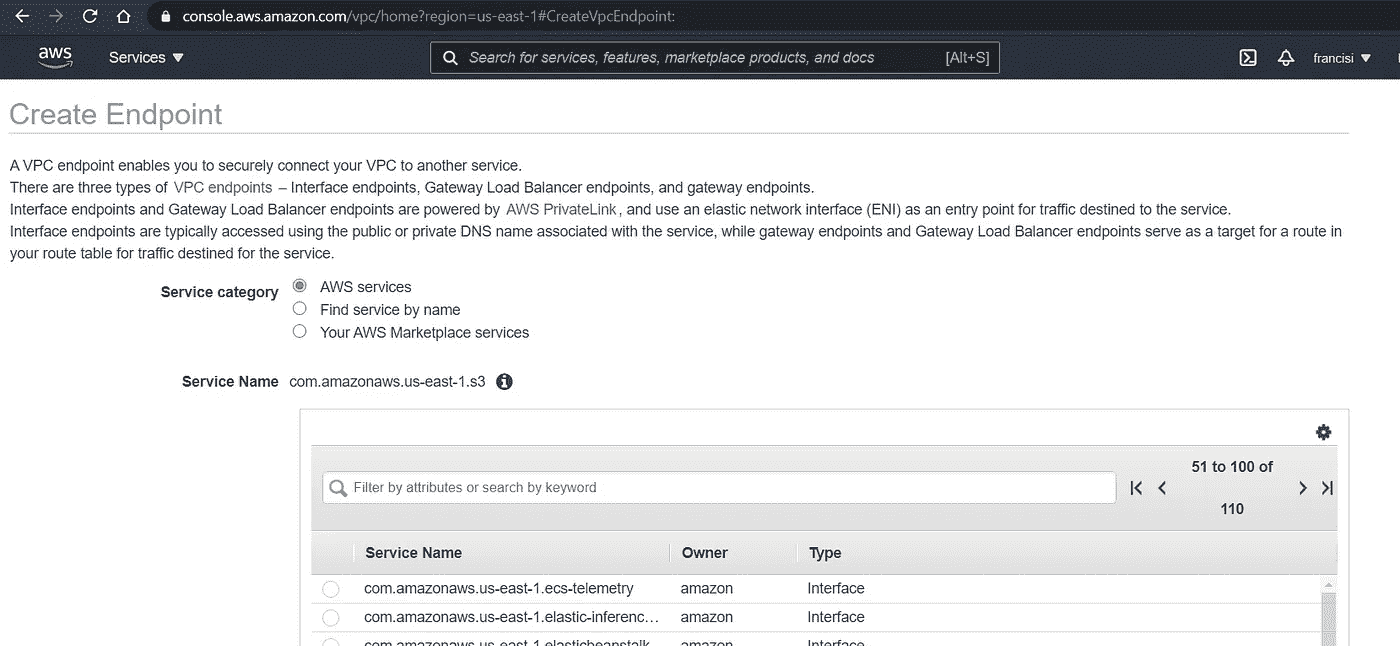 console.aws.amazon.com/vpc/home?region=us-east-1#CreateVpcEndpoint:
aws Services Search for services, features, marketplace products, and docs [Alt+S] francisi
Create Endpoint
A VPC endpoint enables you to securely connect your VPC to another service.
There are three types of VPC endpoints – Interface endpoints, Gateway Load Balancer endpoints, and gateway endpoints.
Interface endpoints and Gateway Load Balancer endpoints are powered by AWS PrivateLink, and use an elastic network interface (ENI) as an entry point for traffic destined to the service.
Interface endpoints are typically accessed using the public or private DNS name associated with the service, while gateway endpoints and Gateway Load Balancer endpoints serve as a target for a route in
your route table for traffic destined for the service.
Service category AWS services
Find service by name
Your AWS Marketplace services
Service Name com.amazonaws.us-east-1.s3
Filter by attributes or search by keyword
51 to 100 of
110
Service Name Owner Type
com.amazonaws.us-east-1.ecs-telemetry amazon Interface
com.amazonaws.us-east-1.elastic-inferenc… amazon Interface
com.amazonaws.us-east-1.elasticbeanstalk amazon Interface